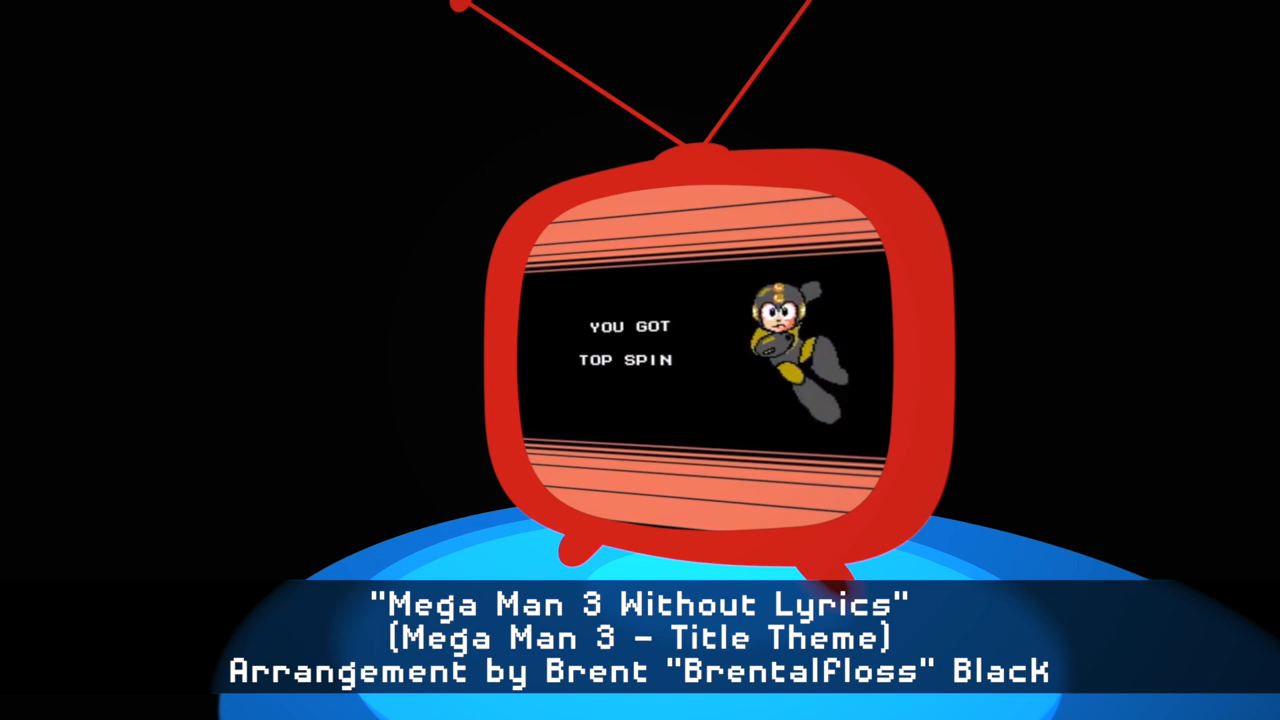 YOU GOT
TOP SPIN
"Mega Man 3 Without Lyrics"
(Mega Man 3 - Title Theme)
Arrangement by Brent "Brentalfloss" Black